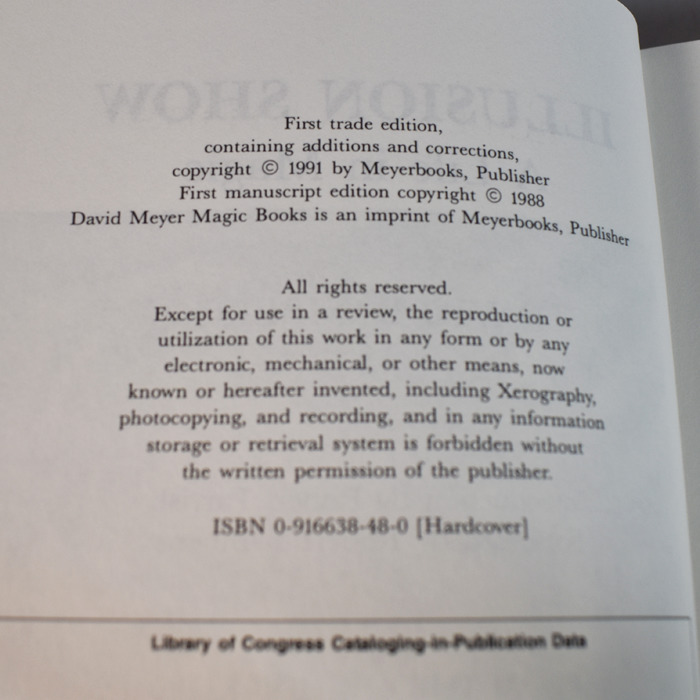 ILLUSION SHOW
First trade edition,
containing additions and corrections,
copyright © 1991 by Meyerbooks, Publisher
First manuscript edition copyright © 1988
David Meyer Magic Books is an imprint of Meyerbooks, Publisher
All rights reserved.
Except for use in a review, the reproduction or
utilization of this work in any form or by any
electronic, mechanical, or other means, now
known or hereafter invented, including Xerography,
photocopying, and recording, and in any information
storage or retrieval system is forbidden without
the written permission of the publisher.
ISBN 0-916638-48-0 [Hardcover]
Library of Congress Cataloging-in-Publication Data